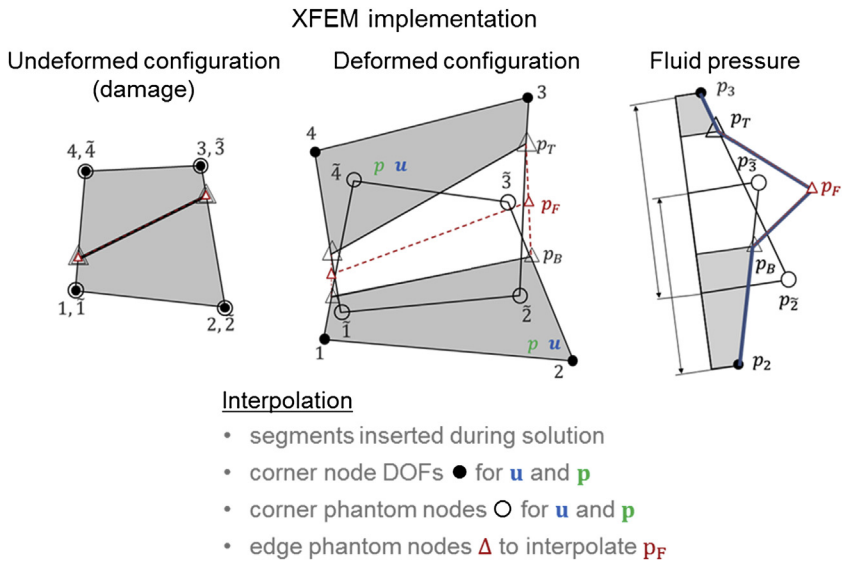 XFEM implementation
Undeformed configuration
(damage)
Deformed configuration
Fluid pressure
4, 4̃
3, 3̃
1, 1̃
2, 2̃
3
4
p u
4̃
3̃
p_T
p_F
p_B
1̃
2̃
1
p u
2
p_3
p_T
p_3̃
p_F
p_B
p_2̃
p_2
Interpolation
• segments inserted during solution
• corner node DOFs ● for u and p
• corner phantom nodes ○ for u and p
• edge phantom nodes Δ to interpolate p_F